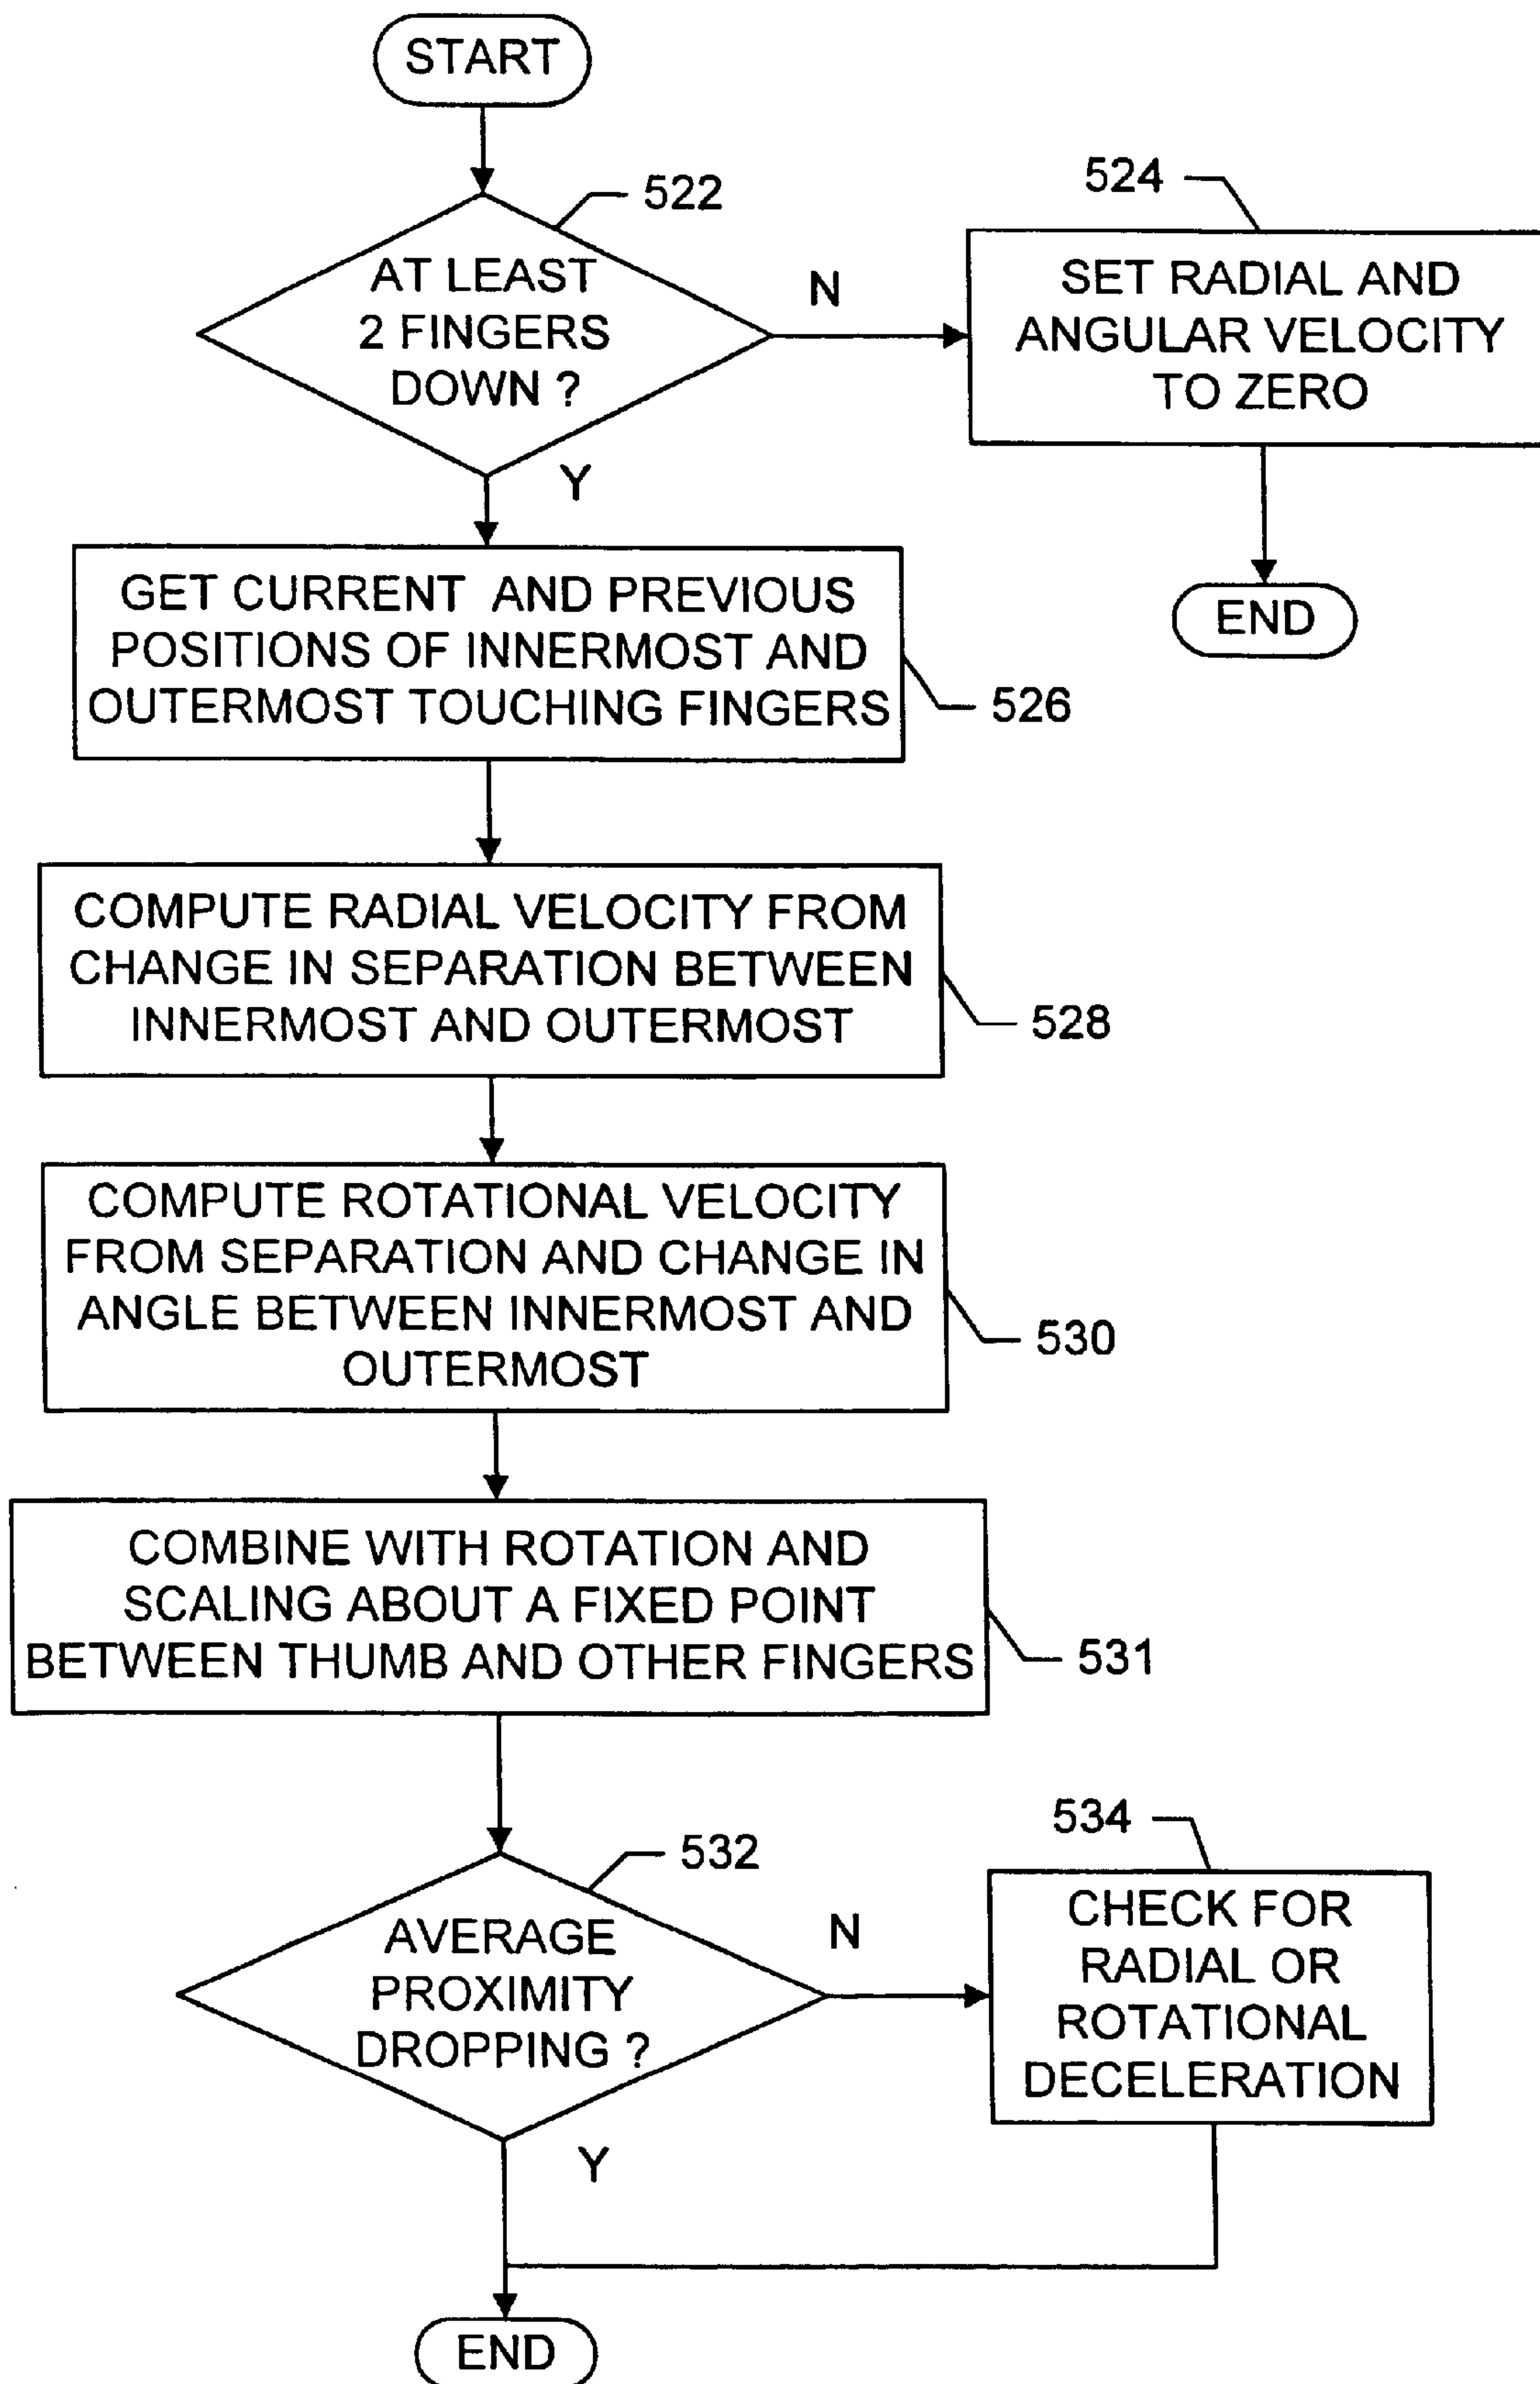 START
522
AT LEAST
2 FINGERS
DOWN ?
N
524
SET RADIAL AND
ANGULAR VELOCITY
TO ZERO
END
Y
GET CURRENT AND PREVIOUS
POSITIONS OF INNERMOST AND
OUTERMOST TOUCHING FINGERS
526
COMPUTE RADIAL VELOCITY FROM
CHANGE IN SEPARATION BETWEEN
INNERMOST AND OUTERMOST
528
COMPUTE ROTATIONAL VELOCITY
FROM SEPARATION AND CHANGE IN
ANGLE BETWEEN INNERMOST AND
OUTERMOST
530
COMBINE WITH ROTATION AND
SCALING ABOUT A FIXED POINT
BETWEEN THUMB AND OTHER FINGERS
531
532
AVERAGE
PROXIMITY
DROPPING ?
N
534
CHECK FOR
RADIAL OR
ROTATIONAL
DECELERATION
Y
END